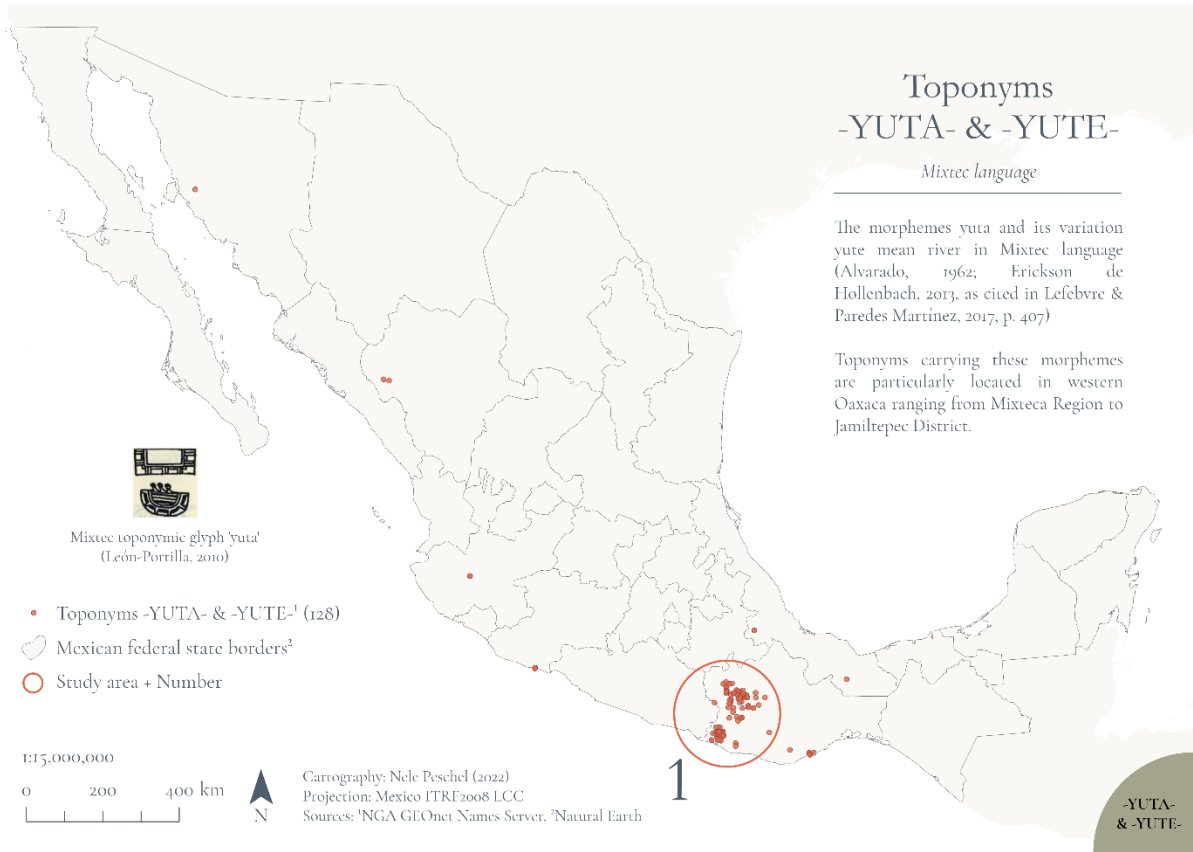 Toponyms
-YUTA- & -YUTE-
Mixtec language
The morphemes yuta and its variation
yute mean river in Mixtec language
(Alvarado, 1962; Erickson de
Hollenbach, 2013, as cited in Lefebvre &
Paredes Martínez, 2017, p. 407)
Toponyms carrying these morphemes
are particularly located in western
Oaxaca ranging from Mixteca Region to
Jamiltepec District.
Mixtec toponymic glyph 'yuta'
(León-Portilla, 2010)
Toponyms -YUTA- & -YUTE-¹ (128)
Mexican federal state borders²
Study area + Number
1
1:15,000,000
0 200 400 km
N
Cartography: Nele Peschel (2022)
Projection: Mexico ITRF2008 LCC
Sources: ¹NGA GEOnet Names Server, ²Natural Earth
-YUTA-
& -YUTE-